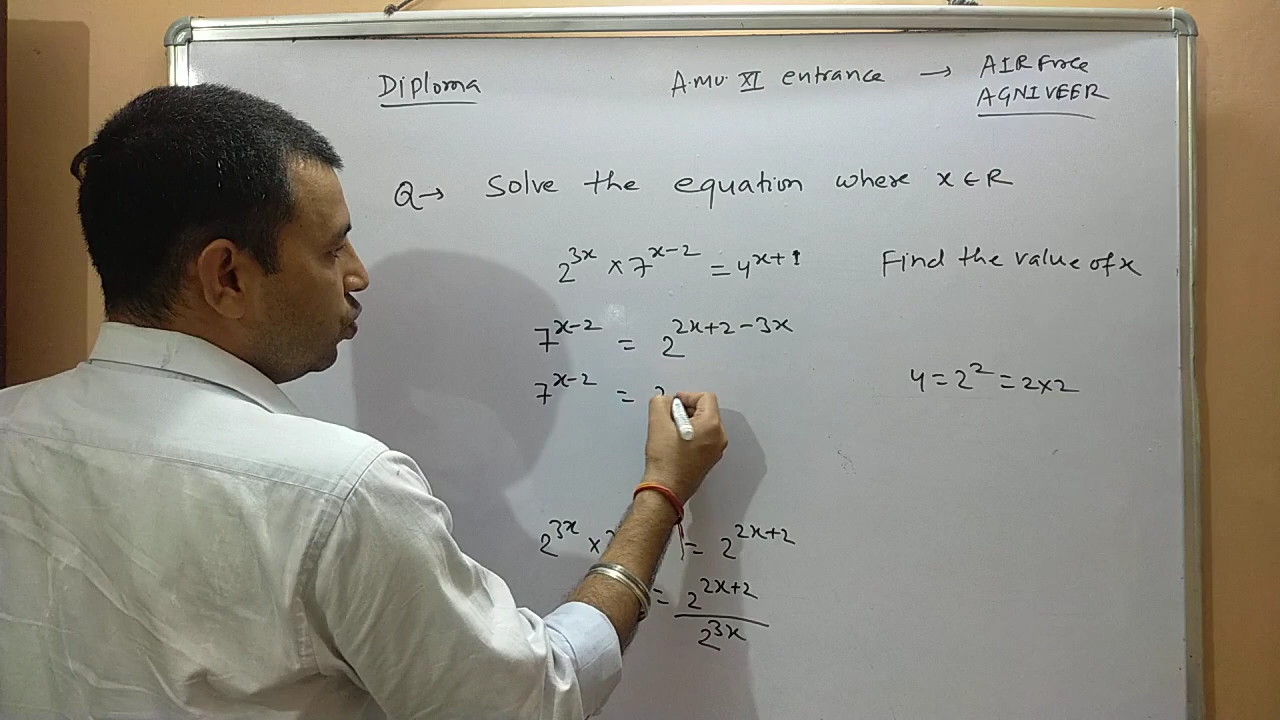 Diploma
A.MU. XI entrance → AIR Force
AGNIVEER
Q→ Solve the equation where x ∈ R
2^{3x} × 7^{x-2} = 4^{x+1} Find the value of x
7^{x-2} = 2^{2x+2-3x}
7^{x-2} =
4 = 2^2 = 2×2
2^{3x} × = 2^{2x+2}
= \frac{2^{2x+2}}{2^{3x}}